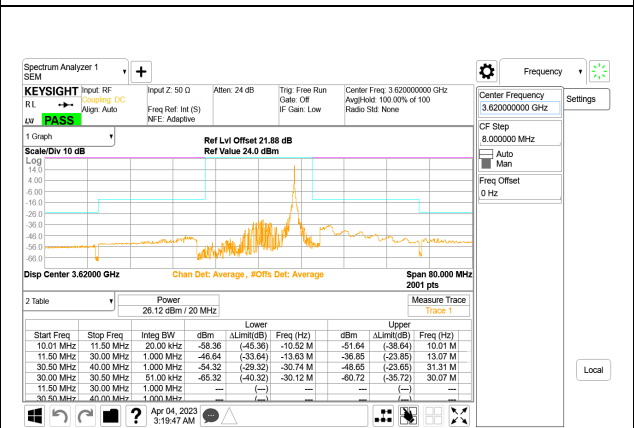 Spectrum Analyzer 1
SEM
Frequency
KEYSIGHT
Input: RF
Coupling: DC
Align: Auto
Input Z: 50 Ω
Freq Ref: Int (S)
NFE: Adaptive
Atten: 24 dB
Trig: Free Run
Gate: Off
IF Gain: Low
Center Freq: 3.620000000 GHz
Avg|Hold: 100.00% of 100
Radio Std: None
RL
LXI PASS
Center Frequency
3.620000000 GHz
Settings
CF Step
8.000000 MHz
Auto
Man
Freq Offset
0 Hz
Local
1 Graph
Scale/Div 10 dB
Ref Lvl Offset 21.88 dB
Ref Value 24.0 dBm
Log
14.0
4.00
-6.00
-16.0
-26.0
-36.0
-46.0
-56.0
-66.0
Disp Center 3.62000 GHz
Chan Det: Average, #Offs Det: Average
Span 80.000 MHz
2001 pts
2 Table
Power
26.12 dBm / 20 MHz
Measure Trace
Trace 1
Lower Upper
Start Freq Stop Freq Integ BW dBm ΔLimit(dB) Freq (Hz) dBm ΔLimit(dB) Freq (Hz)
10.01 MHz 11.50 MHz 20.00 kHz -58.36 (-45.36) -10.52 M -51.64 (-38.64) 10.01 M
11.50 MHz 30.00 MHz 1.000 MHz -46.64 (-33.64) -13.63 M -36.85 (-23.85) 13.07 M
30.50 MHz 40.00 MHz 1.000 MHz -54.32 (-29.32) -30.74 M -48.65 (-23.65) 31.31 M
30.00 MHz 30.50 MHz 51.00 kHz -65.32 (-40.32) -30.12 M -60.72 (-35.72) 30.07 M
11.50 MHz 30.00 MHz 1.000 MHz --- (---) --- --- (---) ---
30.50 MHz 40.00 MHz 1.000 MHz --- (---) --- --- (---) ---
Apr 04, 2023
3:19:47 AM